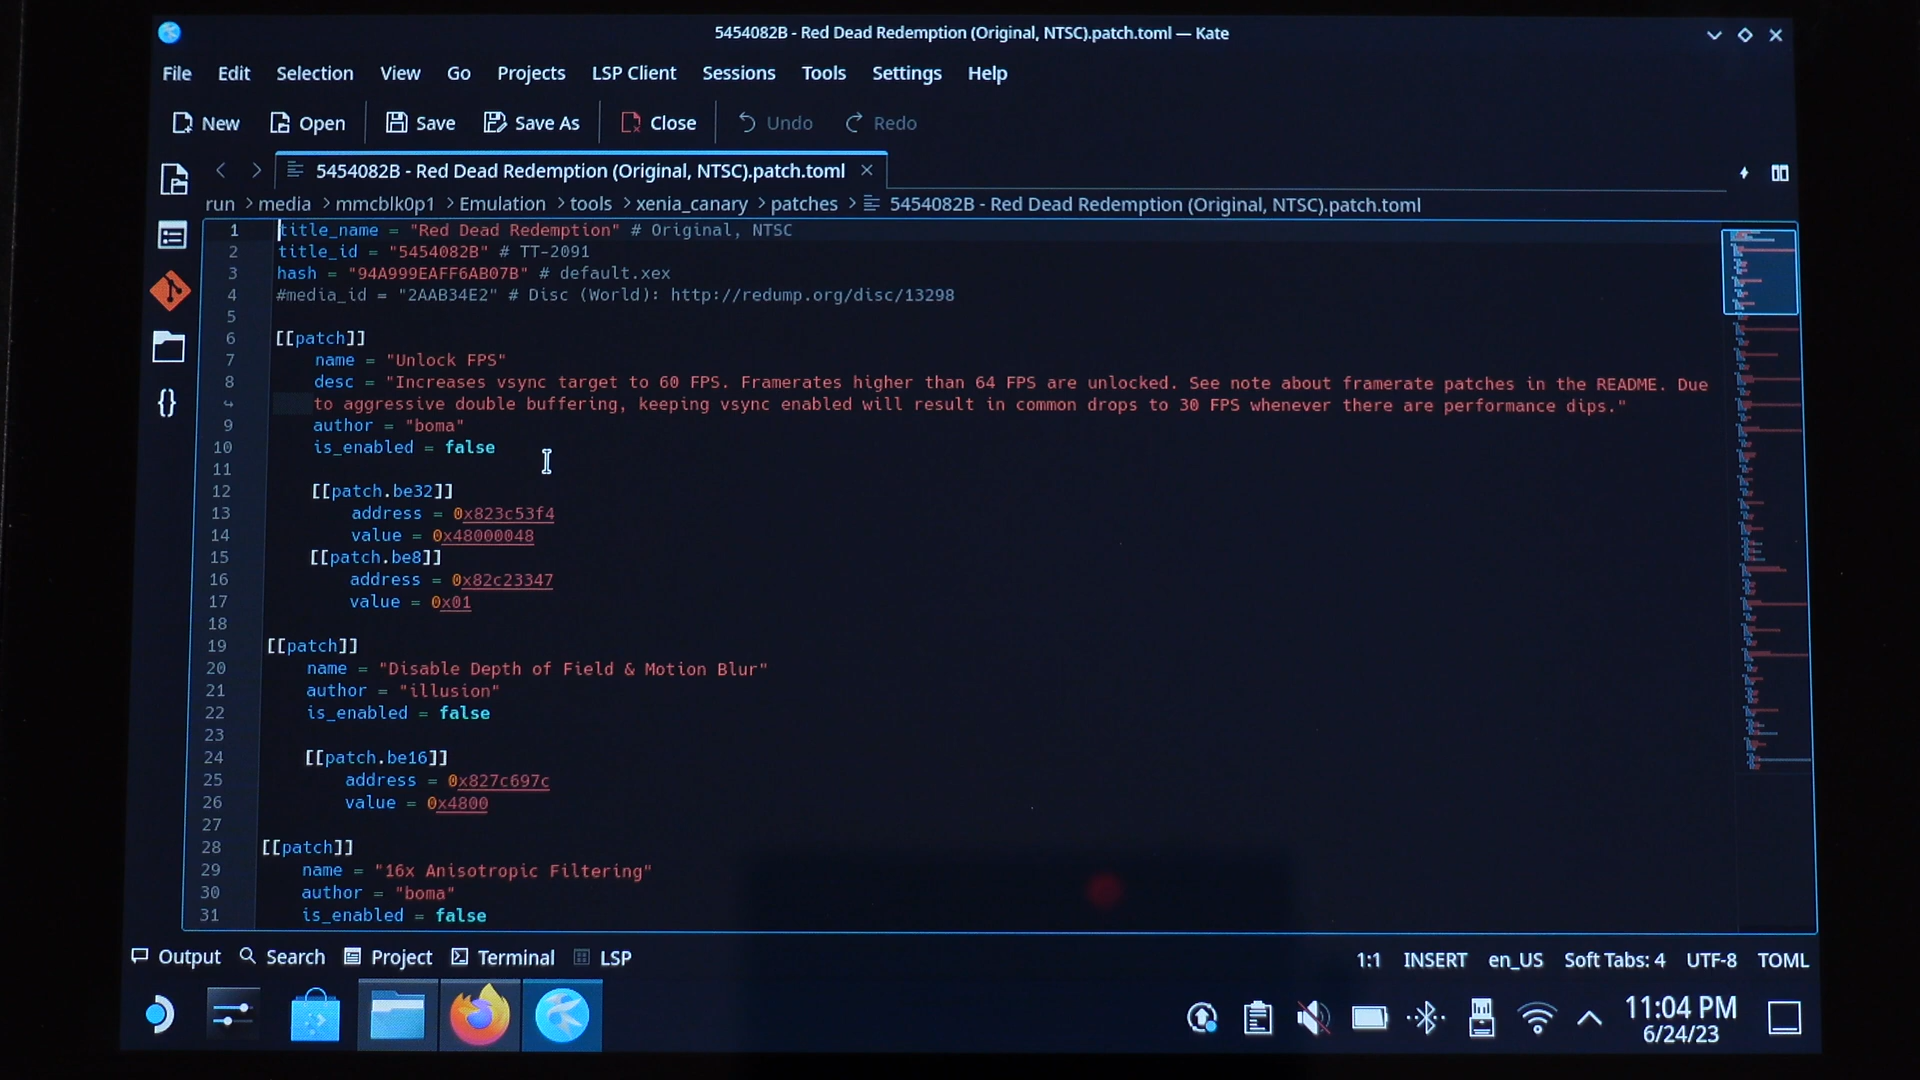 5454082B - Red Dead Redemption (Original, NTSC).patch.toml — Kate
File Edit Selection View Go Projects LSP Client Sessions Tools Settings Help
New Open Save Save As Close Undo Redo
5454082B - Red Dead Redemption (Original, NTSC).patch.toml
run > media > mmcblk0p1 > Emulation > tools > xenia_canary > patches > 5454082B - Red Dead Redemption (Original, NTSC).patch.toml
1 title_name = "Red Dead Redemption" # Original, NTSC
2 title_id = "5454082B" # TT-2091
3 hash = "94A999EAFF6AB07B" # default.xex
4 #media_id = "2AAB34E2" # Disc (World): http://redump.org/disc/13298
5
6 [[patch]]
7 name = "Unlock FPS"
8 desc = "Increases vsync target to 60 FPS. Framerates higher than 64 FPS are unlocked. See note about framerate patches in the README. Due
to aggressive double buffering, keeping vsync enabled will result in common drops to 30 FPS whenever there are performance dips."
9 author = "boma"
10 is_enabled = false
11
12 [[patch.be32]]
13 address = 0x823c53f4
14 value = 0x48000048
15 [[patch.be8]]
16 address = 0x82c23347
17 value = 0x01
18
19 [[patch]]
20 name = "Disable Depth of Field & Motion Blur"
21 author = "illusion"
22 is_enabled = false
23
24 [[patch.be16]]
25 address = 0x827c697c
26 value = 0x4800
27
28 [[patch]]
29 name = "16x Anisotropic Filtering"
30 author = "boma"
31 is_enabled = false
Output Search Project Terminal LSP 1:1 INSERT en_US Soft Tabs: 4 UTF-8 TOML
11:04 PM
6/24/23